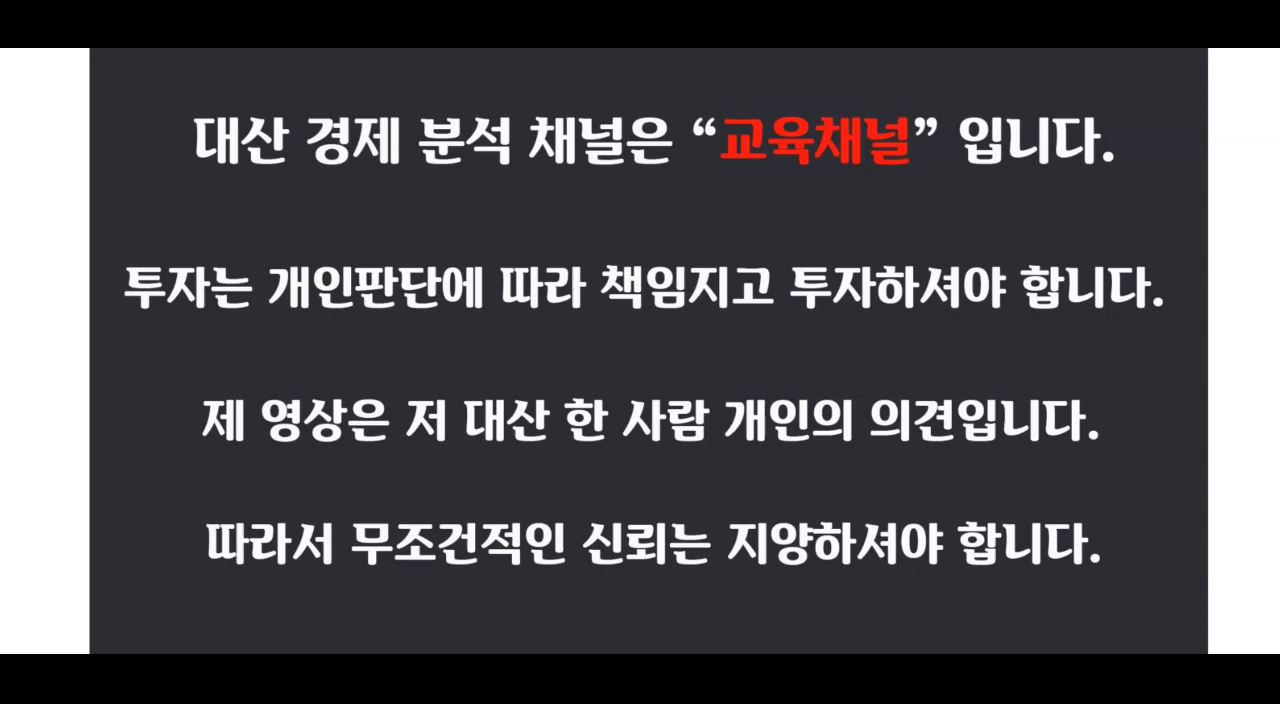 대산 경제 분석 채널은 “교육채널” 입니다.
투자는 개인판단에 따라 책임지고 투자하셔야 합니다.
제 영상은 저 대산 한 사람 개인의 의견입니다.
따라서 무조건적인 신뢰는 지양하셔야 합니다.